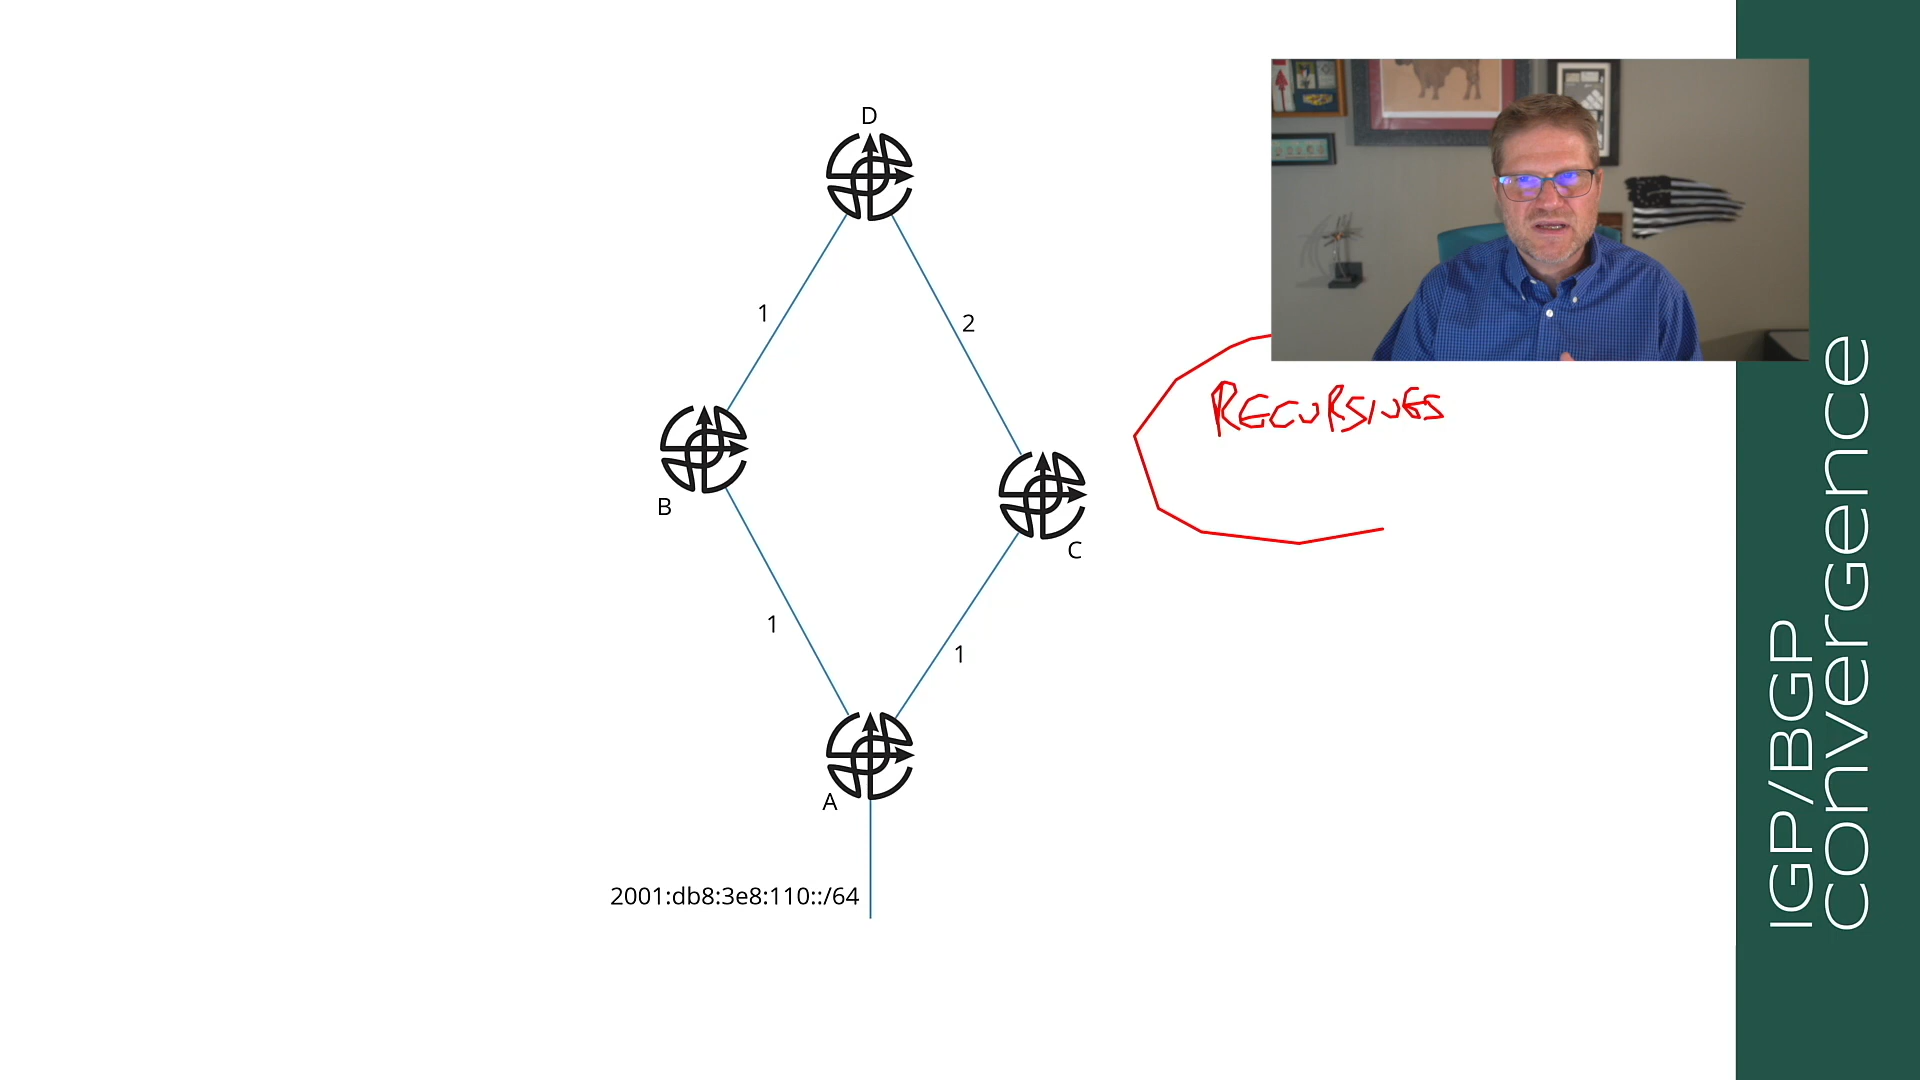 D
1
2
RECURSIVES
B
C
1
1
A
2001:db8:3e8:110::/64
IGP/BGP
convergence